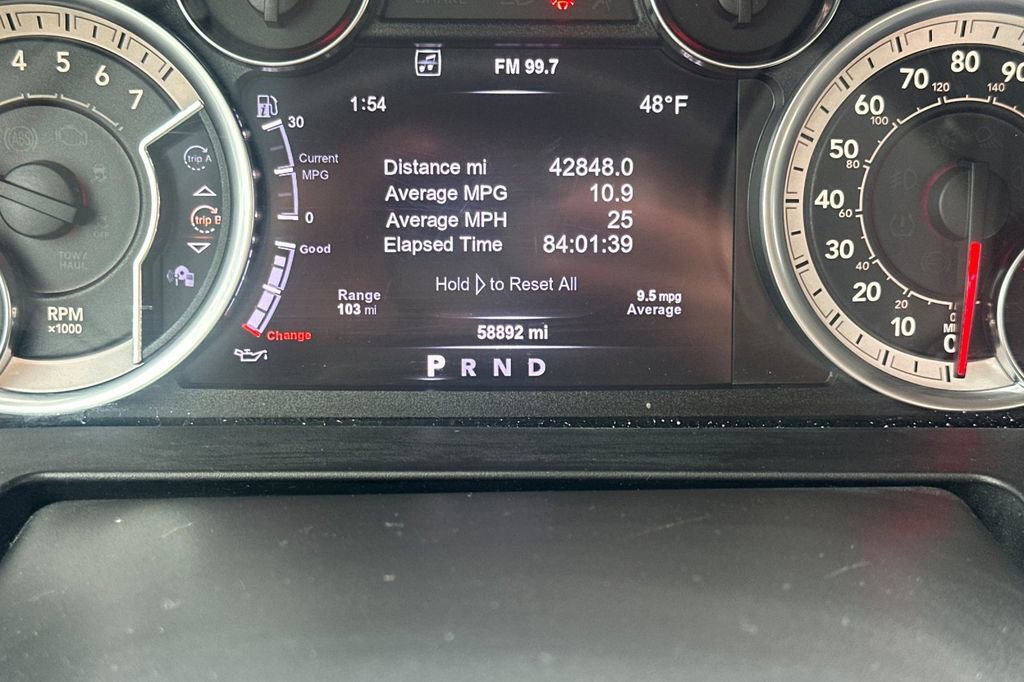 FM 99.7
1:54
48°F
30
Current
MPG
0
Distance mi 42848.0
Average MPG 10.9
Average MPH 25
Elapsed Time 84:01:39
Good
Hold ▷ to Reset All
Range
103 mi
9.5 mpg
Average
Change
58892 mi
P R N D
4 5 6 7
ABS
trip A
trip B
TOW/
HAUL
RPM
x1000
10 20 30 40 50 60 70 80 90
20 40 60 80 100 120 140